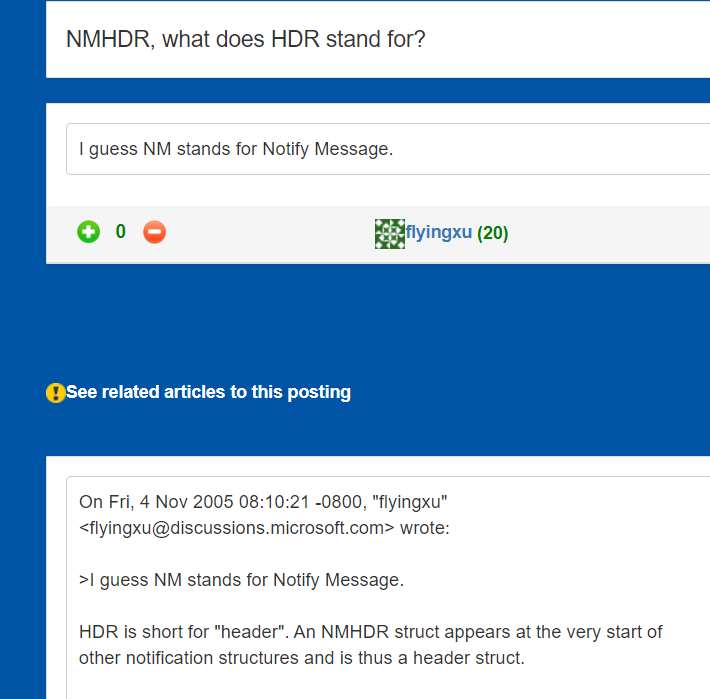 NMHDR, what does HDR stand for?
I guess NM stands for Notify Message.
0
flyingxu (20)
See related articles to this posting
On Fri, 4 Nov 2005 08:10:21 -0800, "flyingxu"
<flyingxu@discussions.microsoft.com> wrote:
>I guess NM stands for Notify Message.
HDR is short for "header". An NMHDR struct appears at the very start of
other notification structures and is thus a header struct.